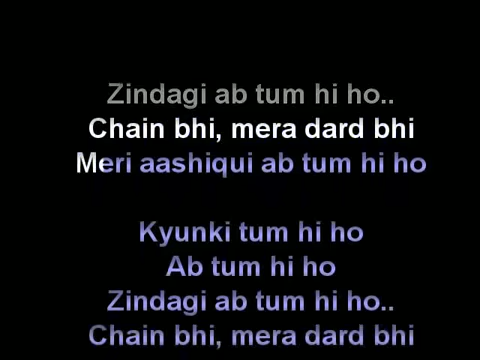 Zindagi ab tum hi ho..
Chain bhi, mera dard bhi
Meri aashiqui ab tum hi ho
Kyunki tum hi ho
Ab tum hi ho
Zindagi ab tum hi ho..
Chain bhi, mera dard bhi